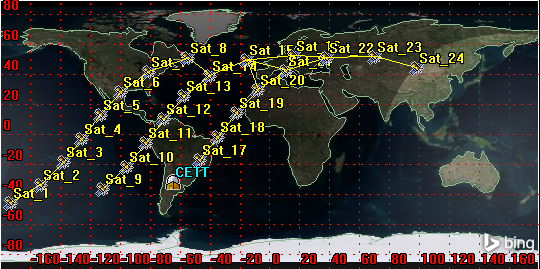 80
60
40
20
0
-20
-40
-60
-80
Sat_8
Sat_15
Sat_22
Sat_23
Sat_24
Sat_6
Sat_20
Sat_5
Sat_13
Sat_19
Sat_4
Sat_12
Sat_18
Sat_3
Sat_11
Sat_17
Sat_2
Sat_10
CETT
Sat_1
Sat_9
bing
-160 -140 -120 -100 -80 -60 -40 -20 0 20 40 60 80 100 120 140 160